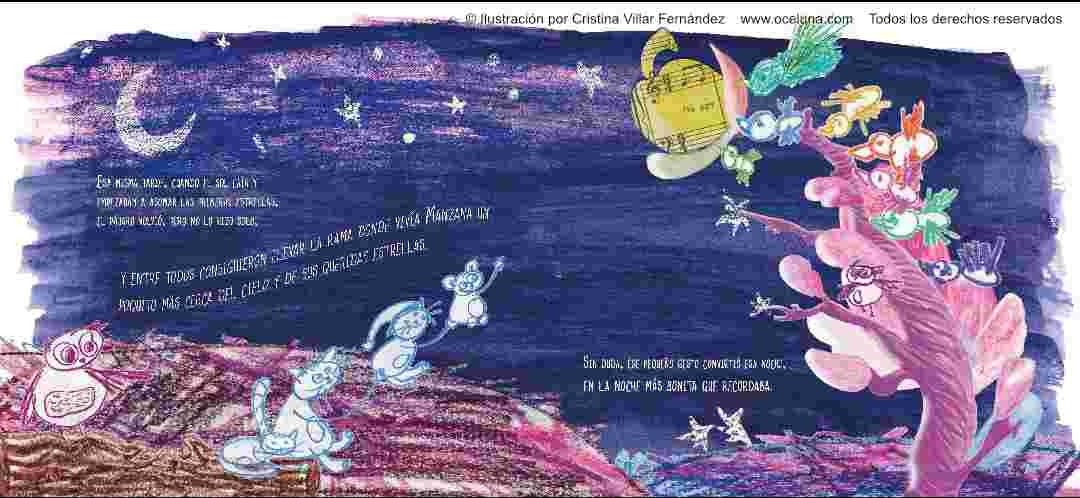 © Ilustración por Cristina Villar Fernández www.oceluna.com Todos los derechos reservados
Esa misma tarde, cuando el sol caía y
empezaban a asomar las primeras estrellas,
el pájaro volvió, pero no lo hizo solo.
Y entre todos consiguieron elevar la rama donde vivía Manzana un
poquito más cerca del cielo y de sus queridas estrellas.
Sin duda, ese pequeño gesto convirtió esa noche,
en la noche más bonita que recordaba.